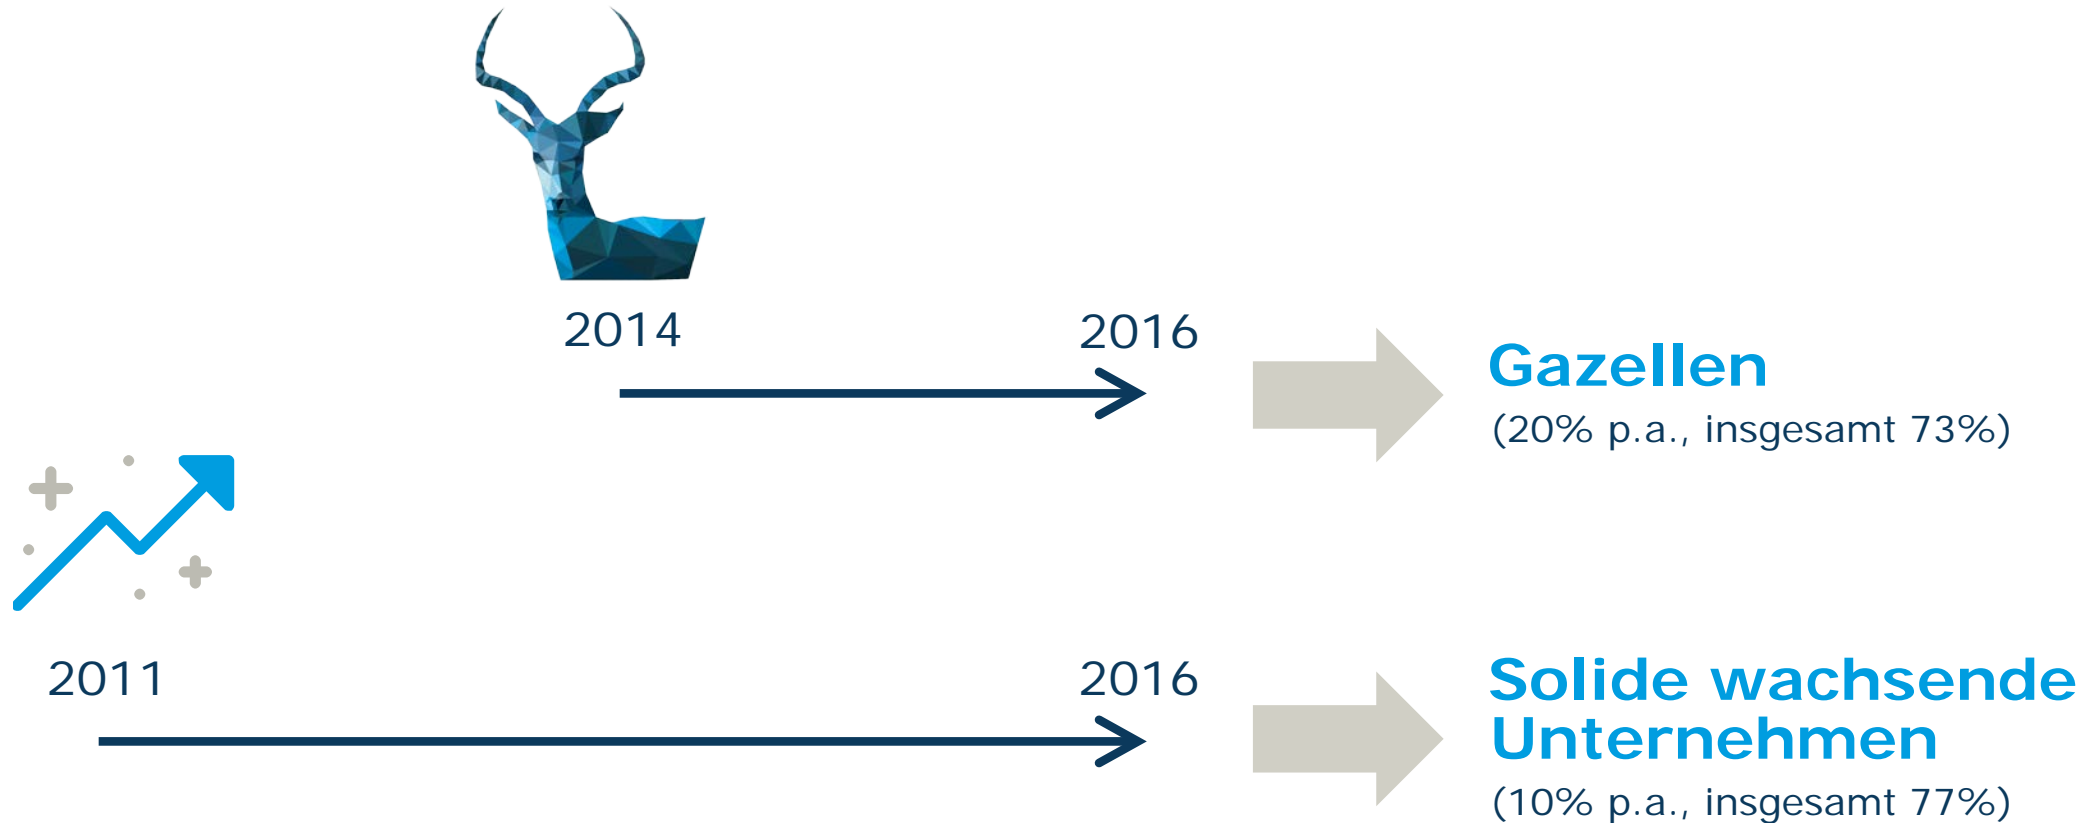 2014
2016
Gazellen
(20% p.a., insgesamt 73%)
2011
2016
Solide wachsende
Unternehmen
(10% p.a., insgesamt 77%)